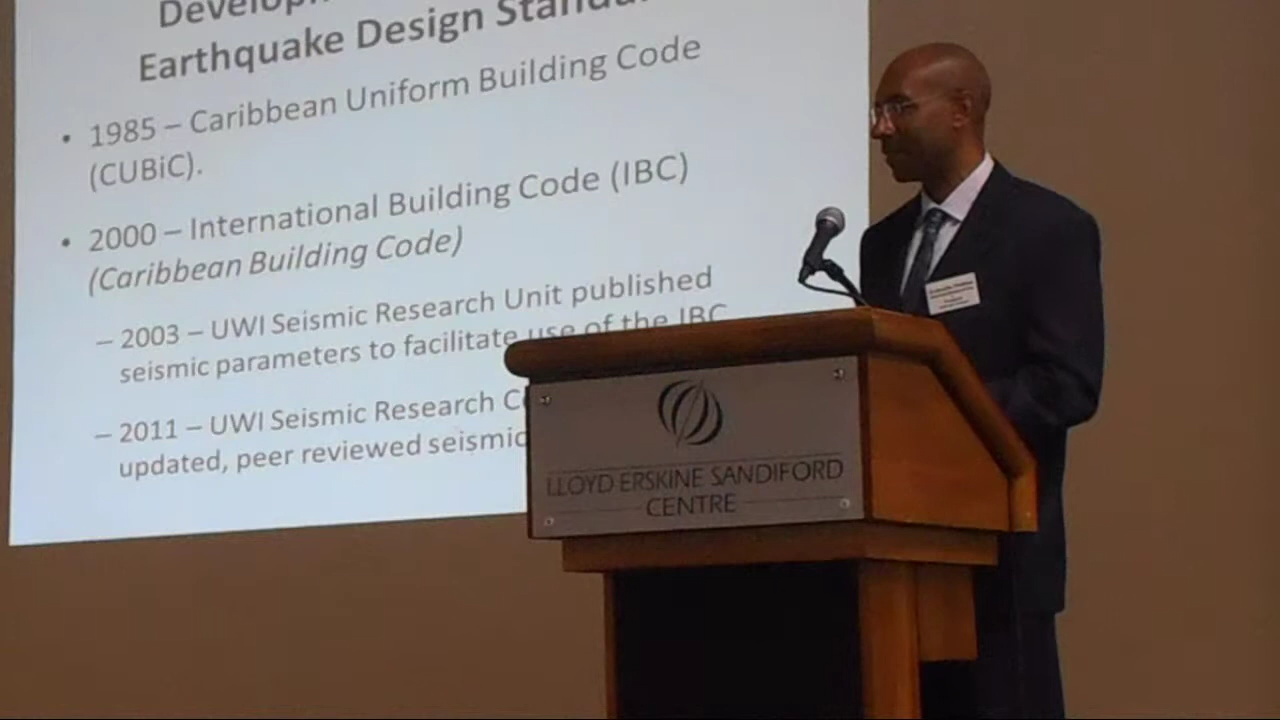 Earthquake Design
• 1985 – Caribbean Uniform Building Code
(CUBiC).
• 2000 – International Building Code (IBC)
(Caribbean Building Code)
– 2003 – UWI Seismic Research Unit published
seismic parameters to facilitate use of the IBC
– 2011 – UWI Seismic Research
updated, peer reviewed seismic
LLOYD ERSKINE SANDIFORD
CENTRE